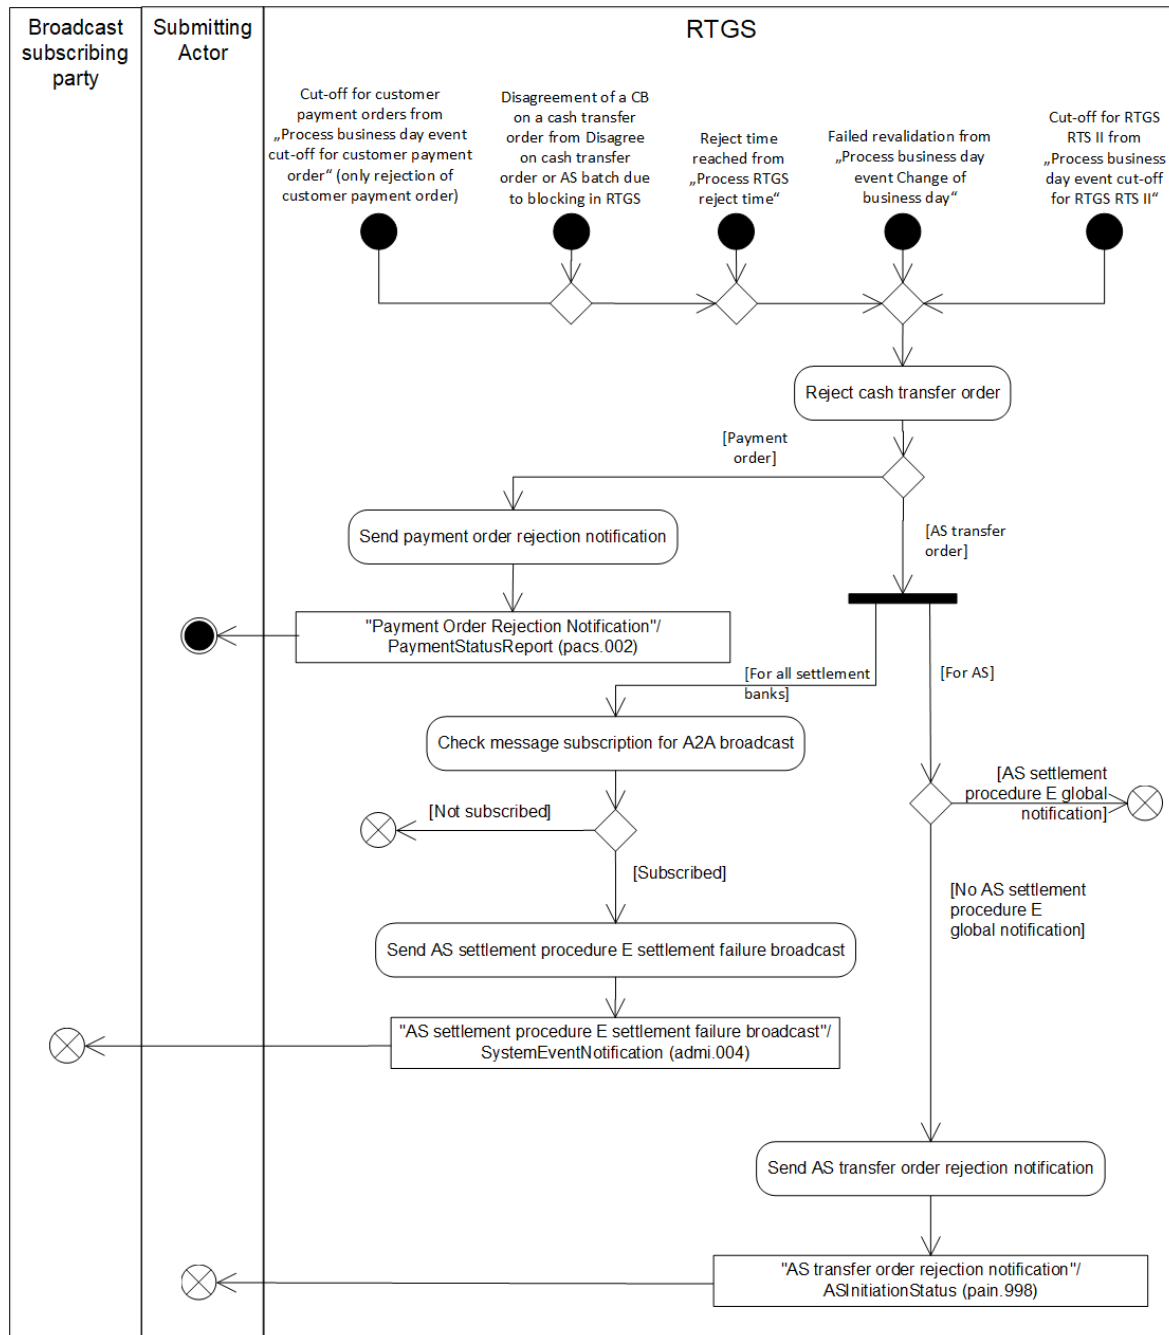 Broadcast
subscribing
party
Submitting
Actor
RTGS
Cut-off for customer
payment orders from
„Process business day event
cut-off for customer payment
order“ (only rejection of
customer payment order)
Disagreement of a CB
on a cash transfer
order from Disagree
on cash transfer
order or AS batch due
to blocking in RTGS
Reject time
reached from
„Process RTGS
reject time“
Failed revalidation from
„Process business day
event Change of
business day“
Cut-off for RTGS
RTS II from
„Process business
day event cut-off
for RTGS RTS II“
Reject cash transfer order
[Payment
order]
Send payment order rejection notification
[AS transfer
order]
"Payment Order Rejection Notification"/
PaymentStatusReport (pacs.002)
[For all settlement
banks]
[For AS]
Check message subscription for A2A broadcast
[AS settlement
procedure E global
notification]
[Not subscribed]
[Subscribed]
[No AS settlement
procedure E
global notification]
Send AS settlement procedure E settlement failure broadcast
"AS settlement procedure E settlement failure broadcast"/
SystemEventNotification (admi.004)
Send AS transfer order rejection notification
"AS transfer order rejection notification"/
ASInitiationStatus (pain.998)